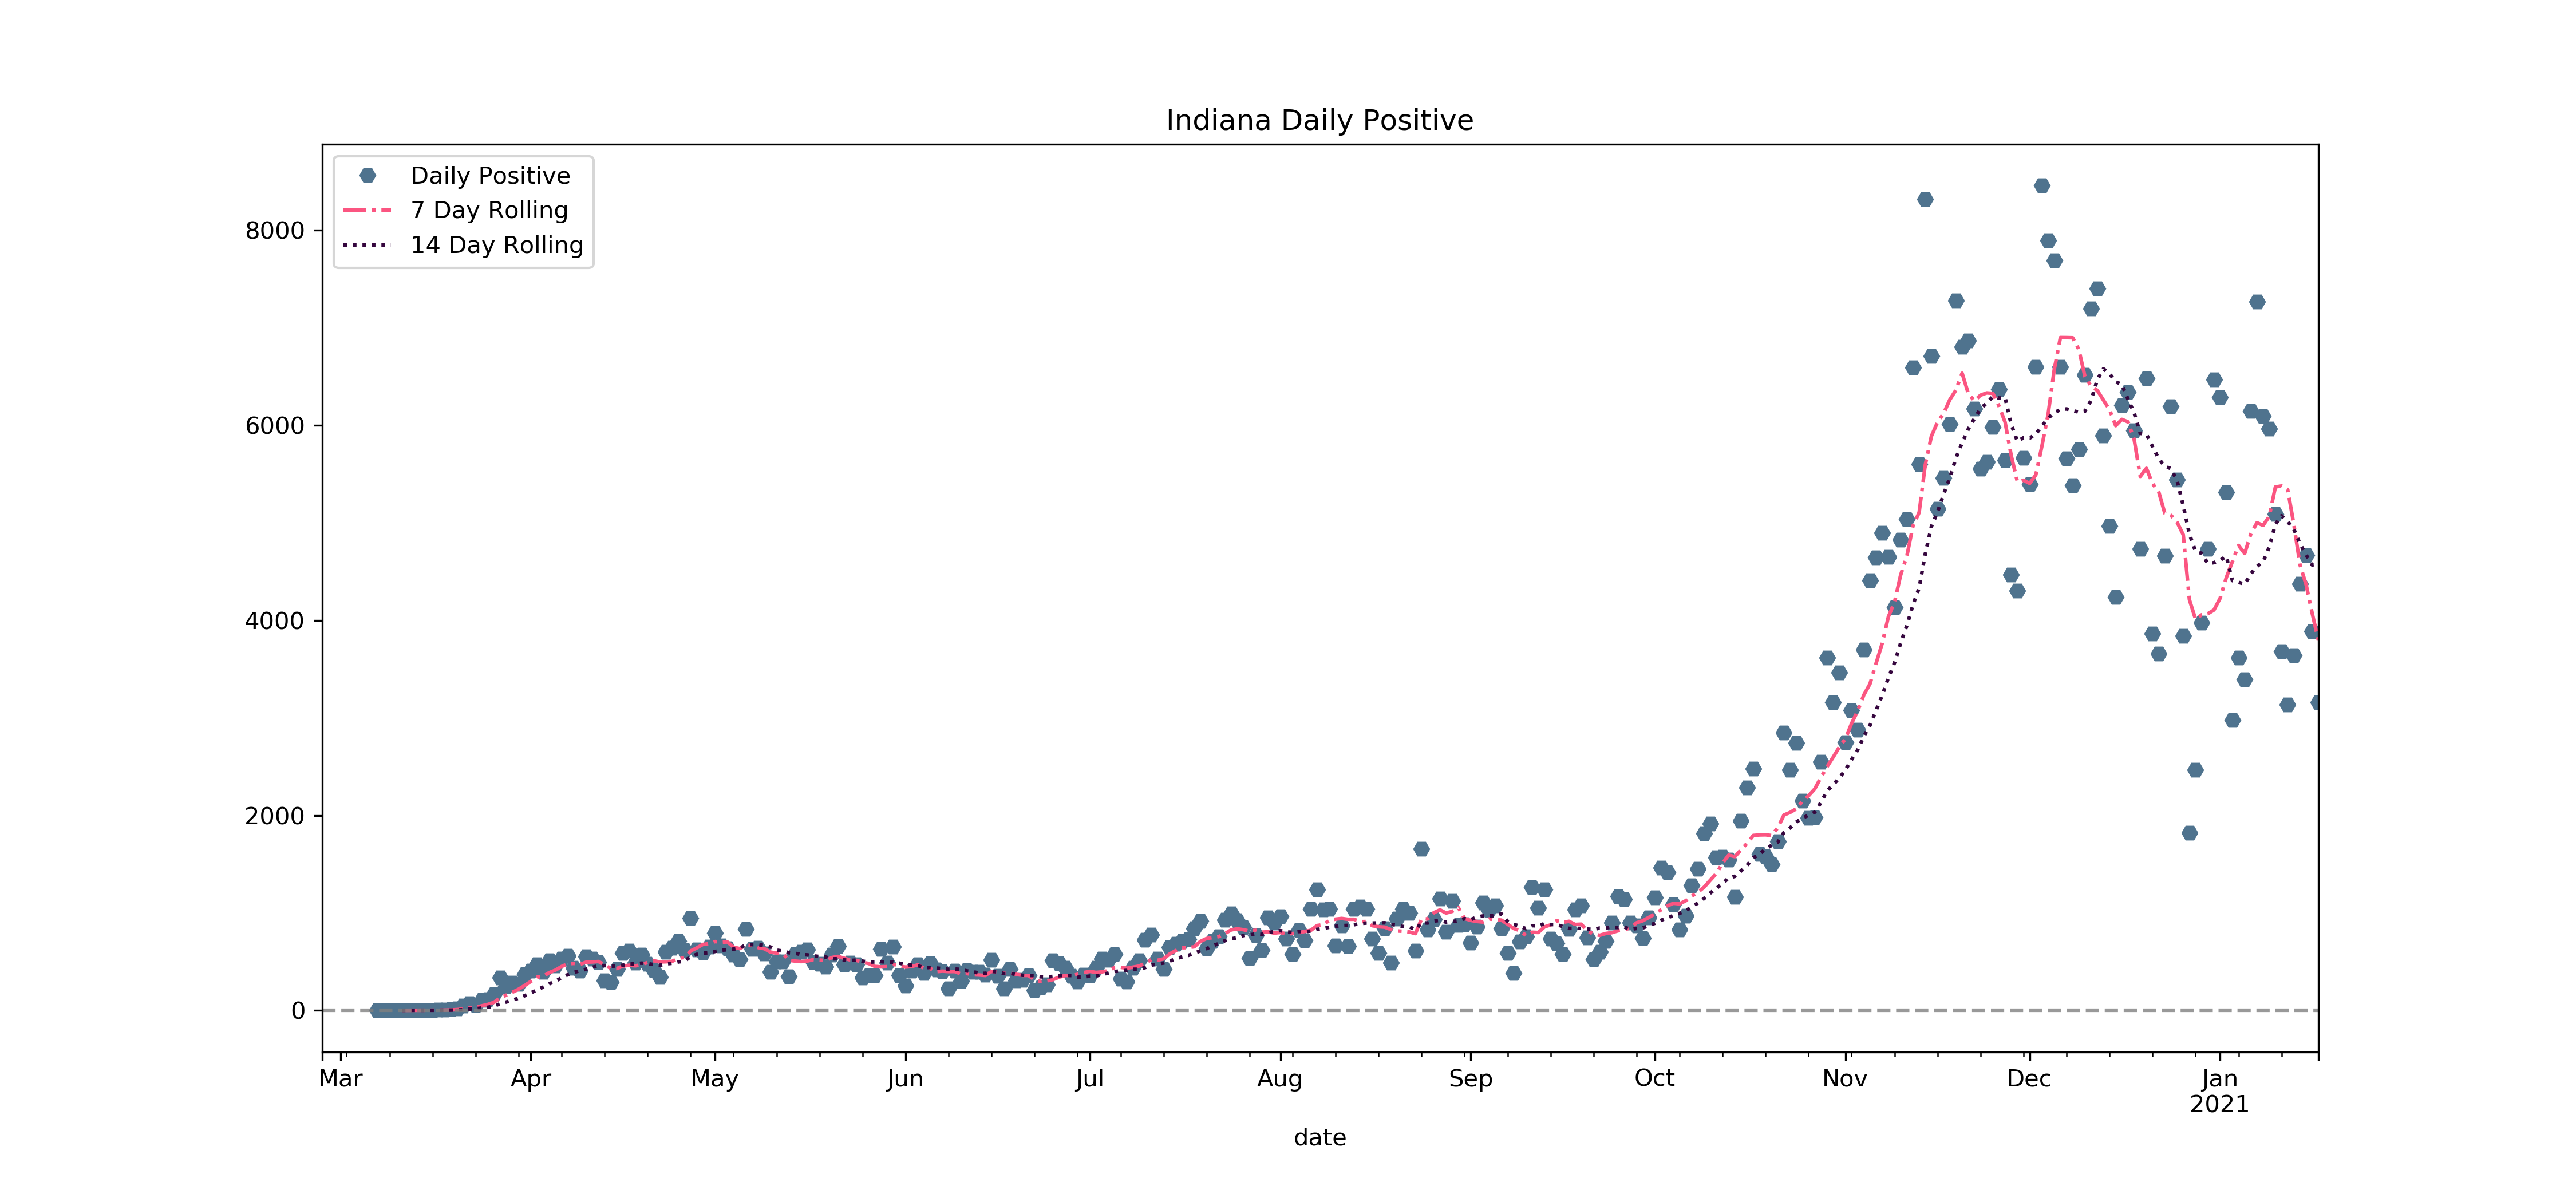 Indiana Daily Positive
Daily Positive
7 Day Rolling
14 Day Rolling
8000
6000
4000
2000
0
Mar Apr May Jun Jul Aug Sep Oct Nov Dec Jan
2021
date